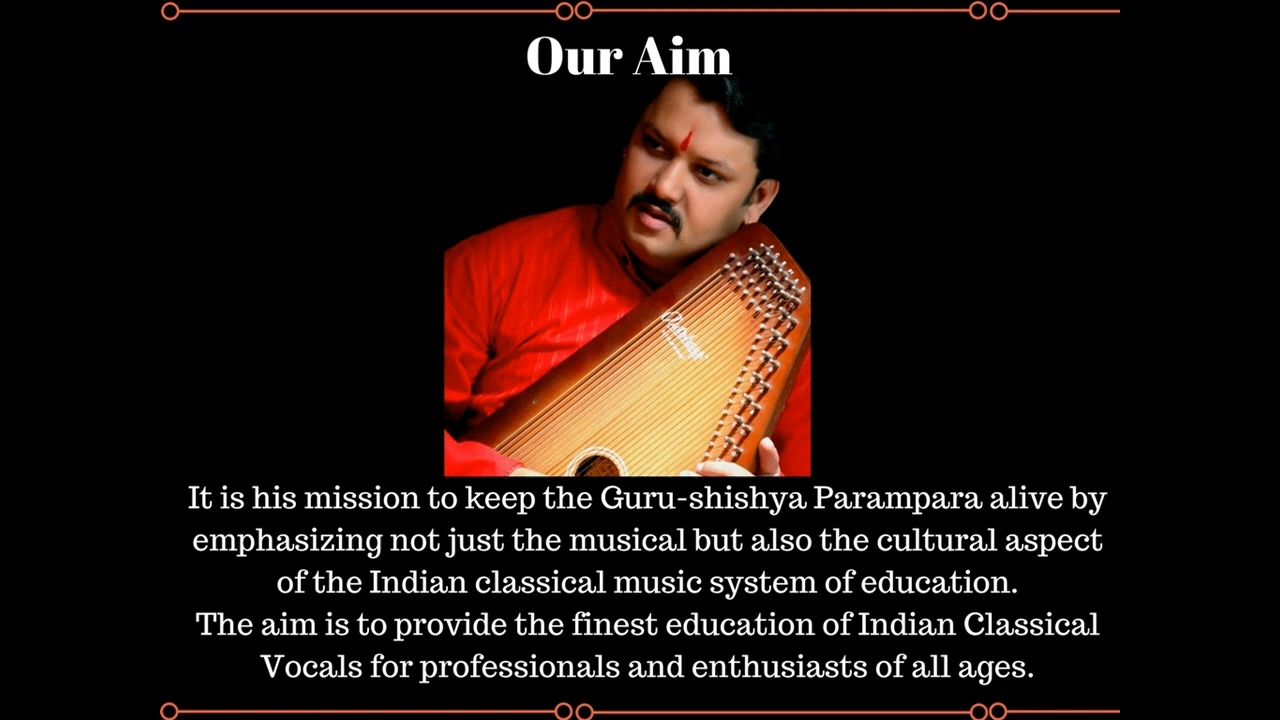 Our Aim
It is his mission to keep the Guru-shishya Parampara alive by
emphasizing not just the musical but also the cultural aspect
of the Indian classical music system of education.
The aim is to provide the finest education of Indian Classical
Vocals for professionals and enthusiasts of all ages.